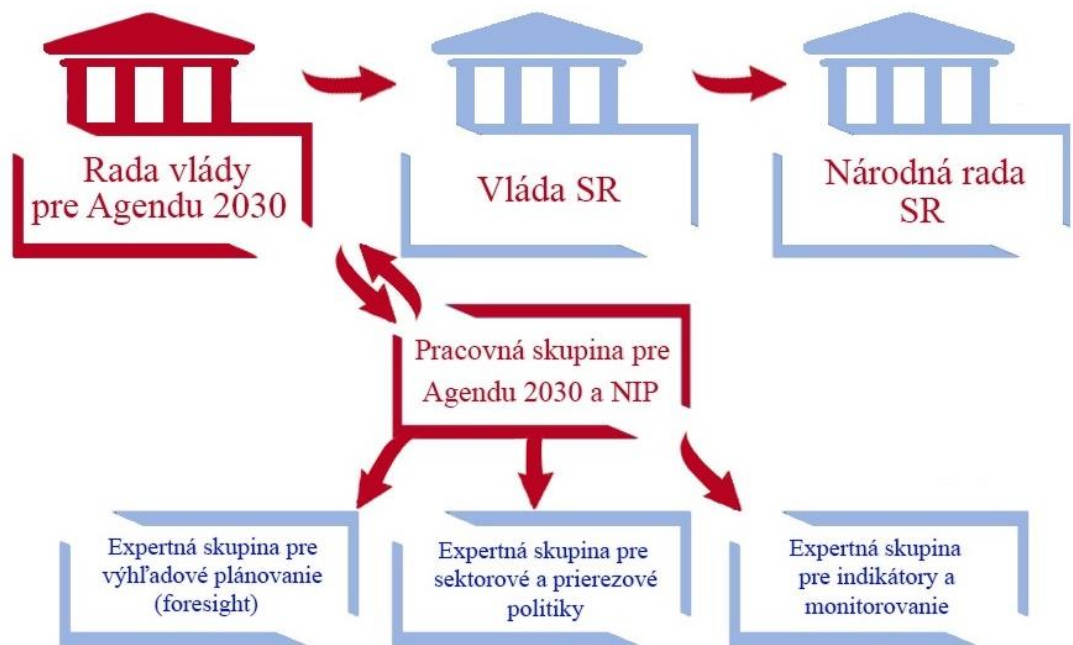 Rada vlády
pre Agendu 2030
Vláda SR
Národná rada
SR
Pracovná skupina pre
Agendu 2030 a NIP
Expertná skupina pre
výhľadové plánovanie
(foresight)
Expertná skupina pre
sektorové a prierezové
politiky
Expertná skupina
pre indikátory a
monitorovanie